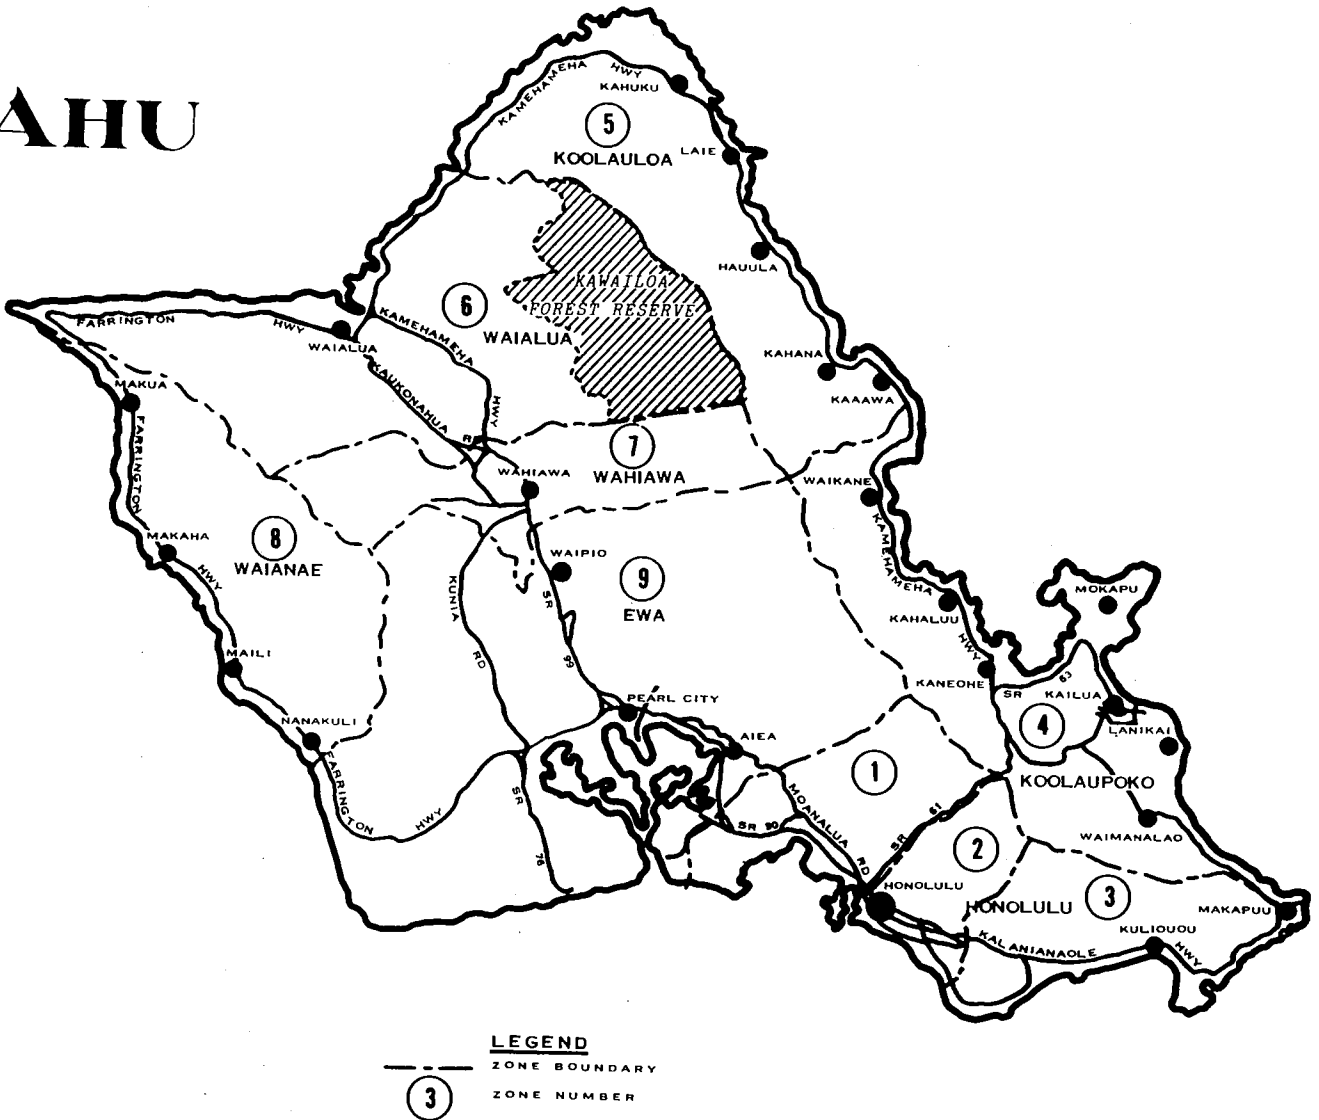 AHU
KAMEHAMEHA HWY
KAHUKU
5
KOOLAULOA
LAIE
HAUULA
KAWAILOA
FOREST RESERVE
6
WAIALUA
KAMEHAMEHA
HWY
FARRINGTON HWY
WAIALUA
KAUKONAHUA RD
KAHANA
KAAAWA
MAKUA
FARRINGTON
HWY
7
WAHIAWA
WAHIAWA
WAIKANE
MAKAHA
8
WAIANAE
WAIPIO
9
EWA
KUNIA
RD
SR
99
KAMEHAMEHA
HWY
KAHALUU
MOKAPU
MAILI
KANEOHE
SR 63
KAILUA
4
LANIKAI
NANAKULI
PEARL CITY
AIEA
1
KOOLAUPOKO
FARRINGTON HWY
SR
76
SR 90
MOANALUA RD
SR 61
2
WAIMANALAO
HONOLULU
HONOLULU
3
MAKAPUU
KULIOUOU
KALANIANAOLE
HWY
LEGEND
ZONE BOUNDARY
3
ZONE NUMBER